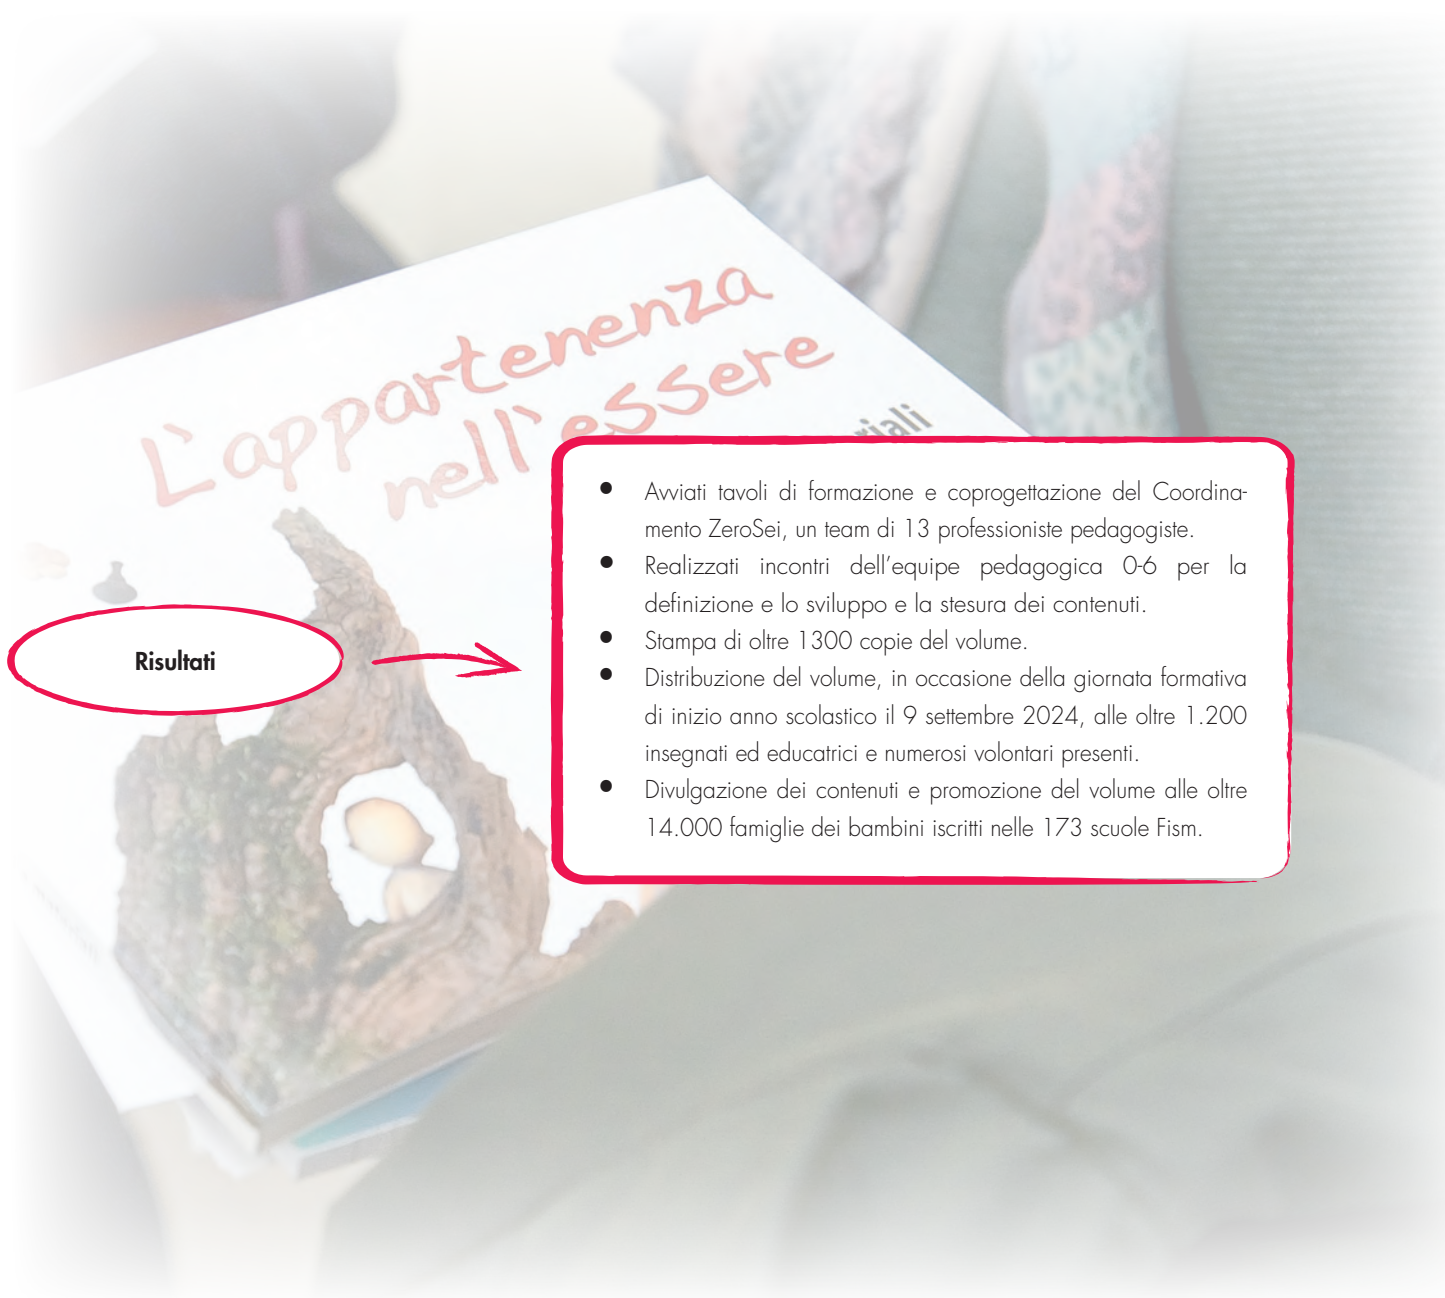 L'appartenenza
nell'essere
Risultati
• Avviati tavoli di formazione e coprogettazione del Coordina-
mento ZeroSei, un team di 13 professioniste pedagogiste.
• Realizzati incontri dell'equipe pedagogica 0-6 per la
definizione e lo sviluppo e la stesura dei contenuti.
• Stampa di oltre 1300 copie del volume.
• Distribuzione del volume, in occasione della giornata formativa
di inizio anno scolastico il 9 settembre 2024, alle oltre 1.200
insegnati ed educatrici e numerosi volontari presenti.
• Divulgazione dei contenuti e promozione del volume alle oltre
14.000 famiglie dei bambini iscritti nelle 173 scuole Fism.